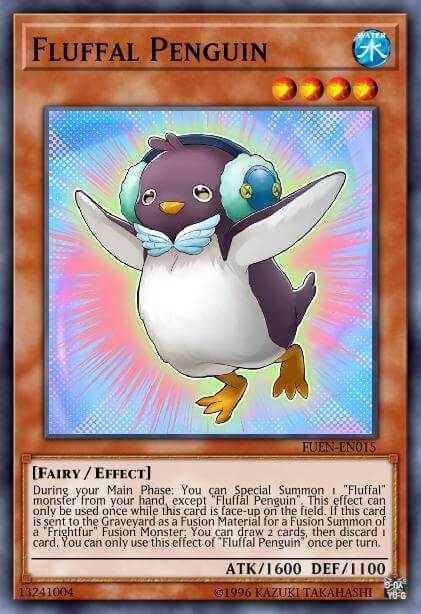 Fluffal Penguin
WATER
水
FUEN-EN015
[Fairy / Effect]
During your Main Phase: You can Special Summon 1 "Fluffal"
monster from your hand, except "Fluffal Penguin". This effect can
only be used once while this card is face-up on the field. If this
card is sent to the Graveyard as a Fusion Material for a Fusion Summon of
a "Frightfur" Fusion Monster: You can draw 2 cards, then discard 1
card. You can only use this effect of "Fluffal Penguin" once per turn.
ATK/1600 DEF/1100
13241004
©1996 KAZUKI TAKAHASHI